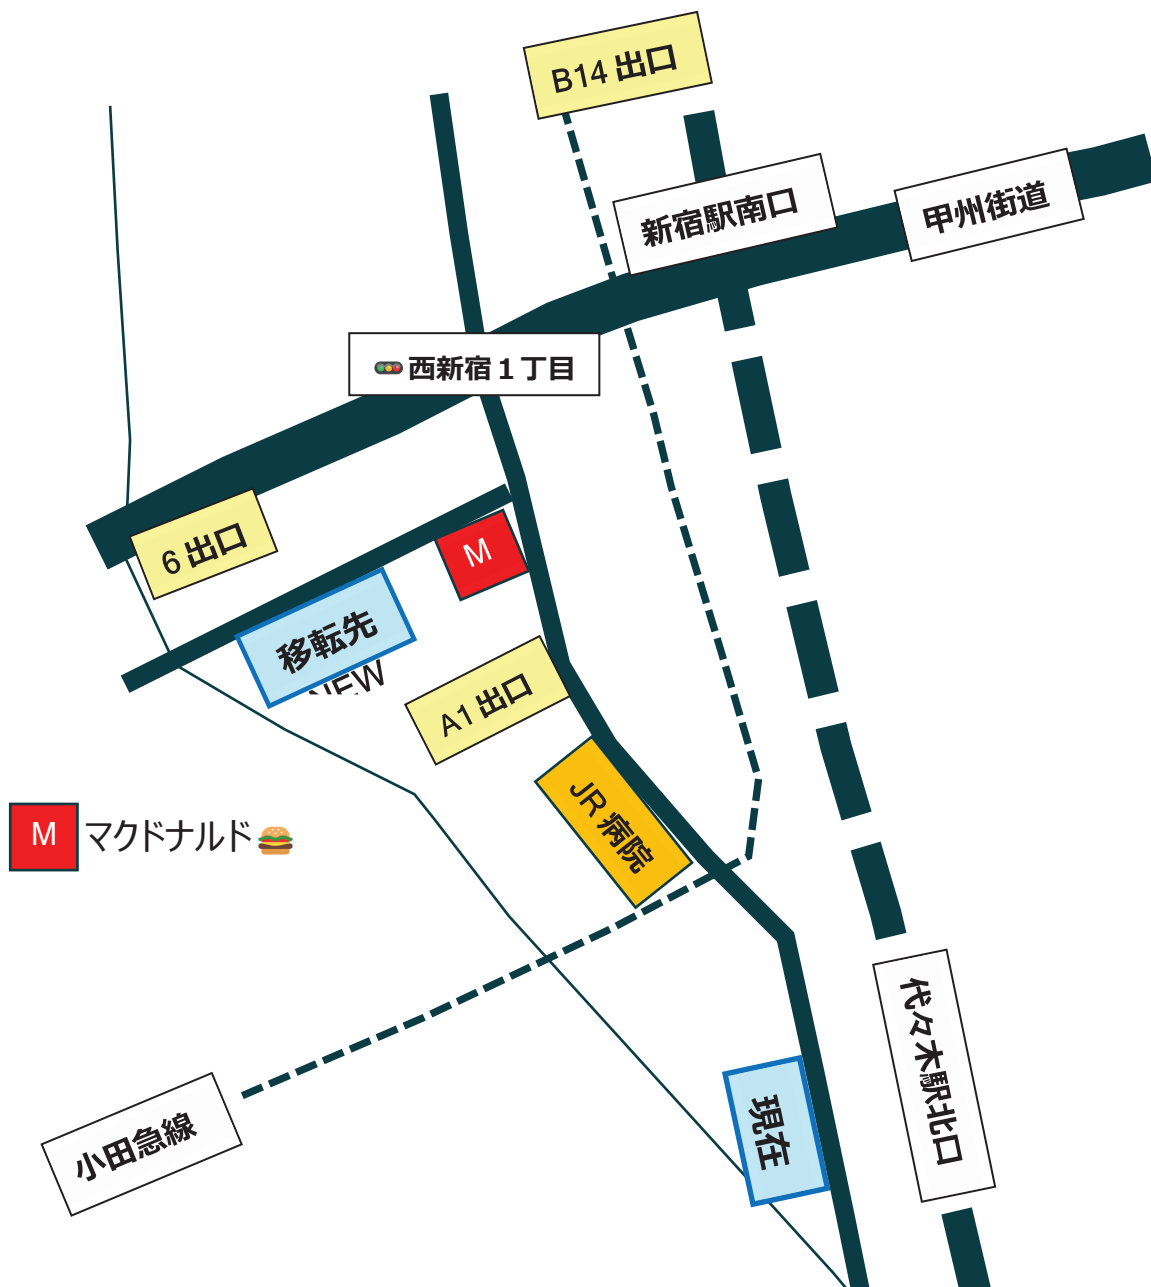 B14 出口
新宿駅南口
甲州街道
西新宿1丁目
6 出口
M
移転先
NEW
A1 出口
JR 病院
M マクドナルド
代々木駅北口
小田急線
現在